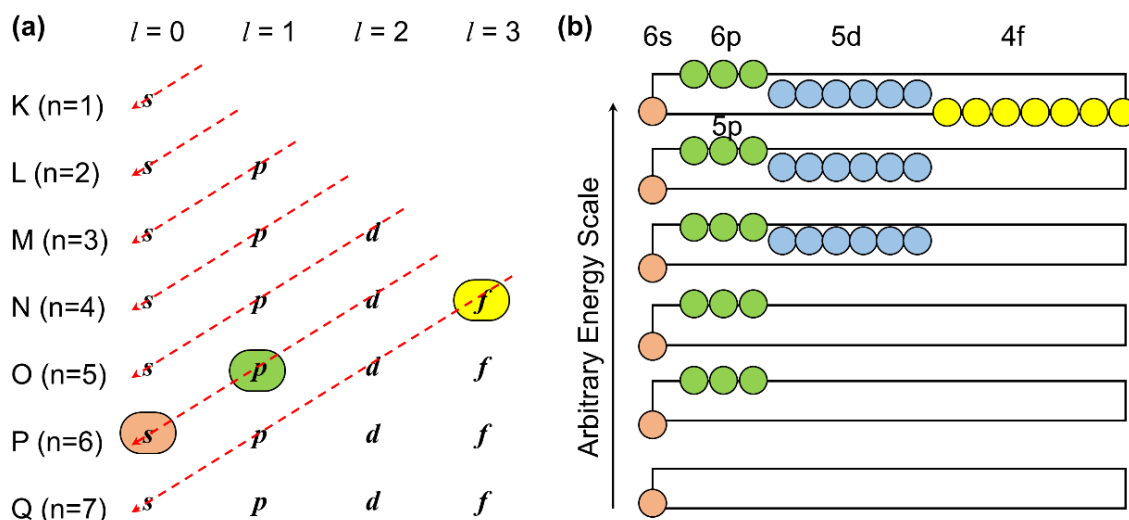 (a) l = 0 l = 1 l = 2 l = 3
K (n=1) s
L (n=2) s p
M (n=3) s p d
N (n=4) s p d f
O (n=5) s p d f
P (n=6) s p d f
Q (n=7) s p d f
(b) 6s 6p 5d 4f
5p
Arbitrary Energy Scale